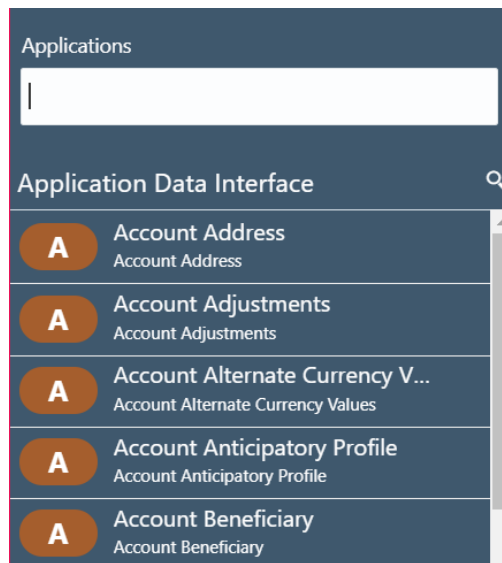 Applications
Application Data Interface
A
Account Address
Account Address
A
Account Adjustments
Account Adjustments
A
Account Alternate Currency V...
Account Alternate Currency Values
A
Account Anticipatory Profile
Account Anticipatory Profile
A
Account Beneficiary
Account Beneficiary